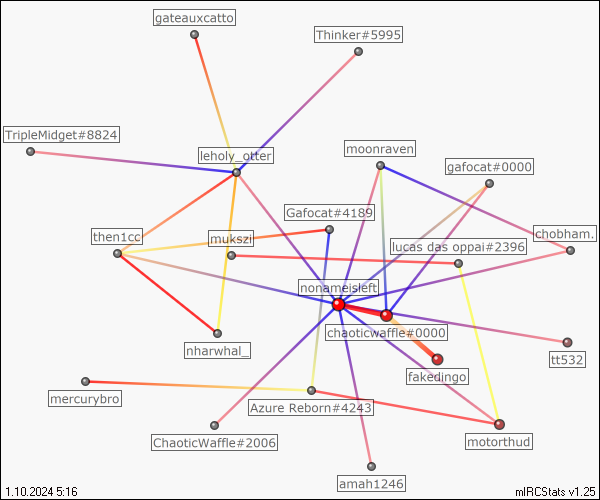 gateauxcatto
Thinker#5995
TripleMidget#8824
leholy_otter
moonraven
gafocat#0000
Gafocat#4189
then1cc
mukszii
lucas das oppai#2396
chobham.
nonameisleft
chaoticwaffle#0000
nharwhal_
fakedingo
tt532
mercurybro
Azure Reborn#4243
ChaoticWaffle#2006
motorthud
amah1246
1.10.2024 5:16
mIRCStats v1.25